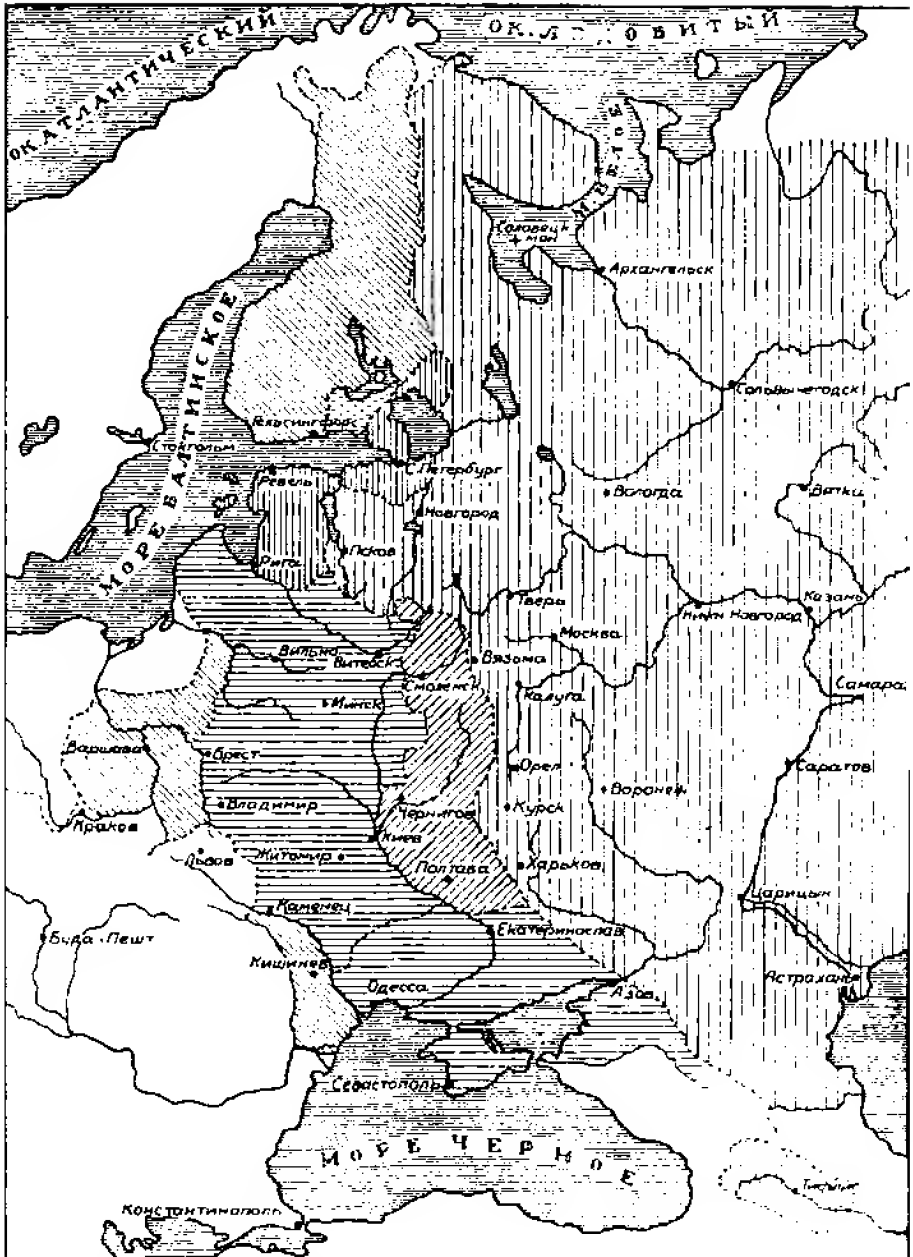 ОК.АТЛАНТИЧЕСКИЙ
М.БЕЛОЕ
Соловецк
мон
Архангельск
Сольвычегодск
МОРЕ БАЛТИЙСКОЕ
Гельсингфорс
Стокгольм
С.Петербург
Ревель
Вологда
Вятка
Новгород
Псков
Рига
Тверь
Казань
Нижн Новгород
Москва
Вильно
Витебск
Вязьма
Смоленск
Калуга
Самара
Минск
Варшава
Брест
Орел
Саратов
Владимир
Чернигов
Курск
Воронеж
Краков
Киев
Львов
Житомир
Полтава
Харьков
Царицын
Каменец
Екатеринослав
Буда-Пешт
Кишинев
Одесса
Азов
Астрахань
Севастополь
МОРЕ ЧЕРНОЕ
Константинополь